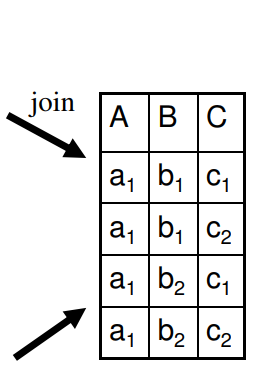 join
A B C
a₁ b₁ c₁
a₁ b₁ c₂
a₁ b₂ c₁
a₁ b₂ c₂